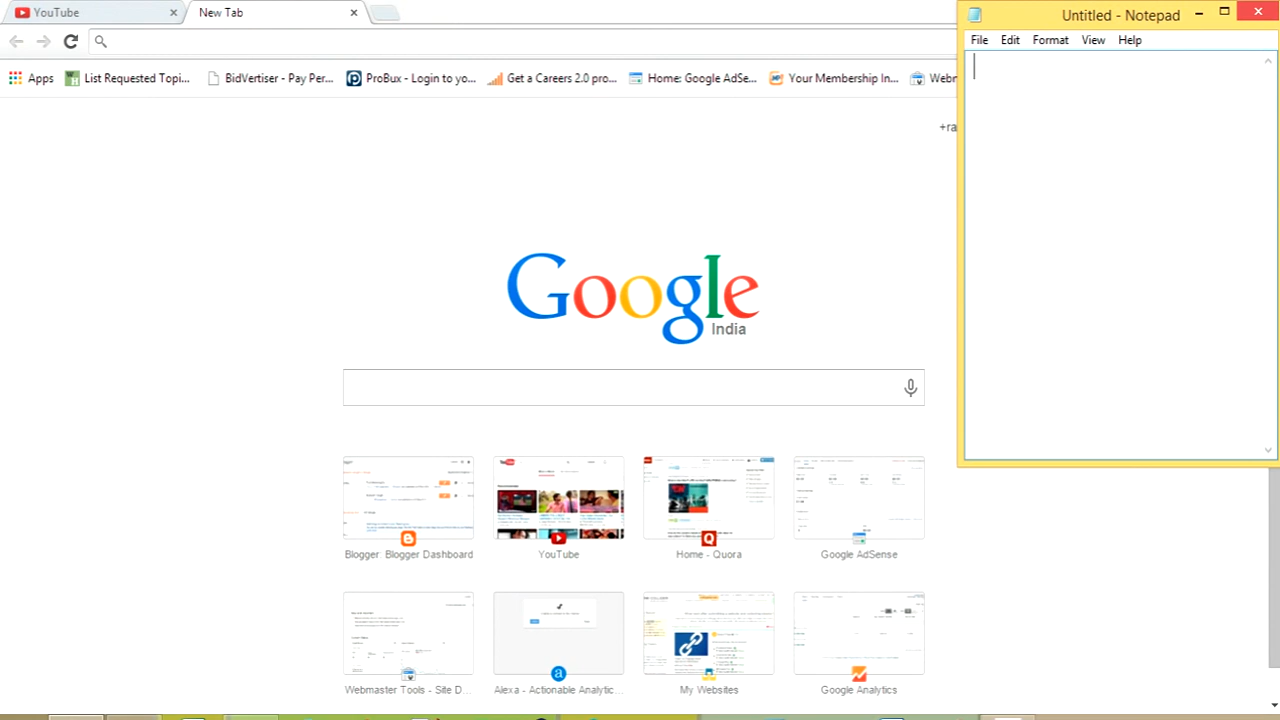 YouTube
New Tab
Untitled - Notepad
File Edit Format View Help
Apps List Requested Topi... BidVertiser - Pay Per... ProBux - Login to yo... Get a Careers 2.0 pro... Home: Google AdSe... Your Membership In... Webm
+ra
Google
India
Blogger: Blogger Dashboard YouTube Home - Quora Google AdSense
Webmaster Tools - Site D... Alexa - Actionable Analytic... My Websites Google Analytics